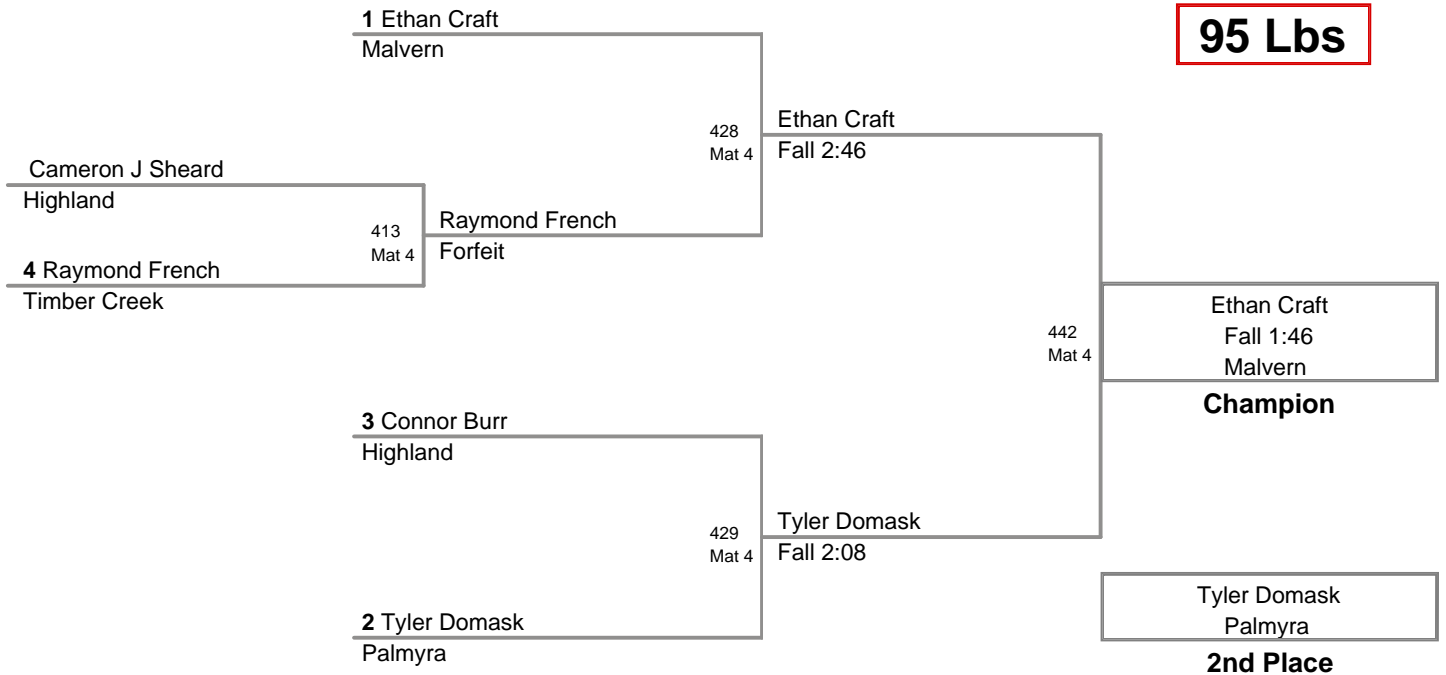 95 Lbs
1 Ethan Craft
Malvern
428
Mat 4
Ethan Craft
Fall 2:46
Cameron J Sheard
Highland
413
Mat 4
Raymond French
Forfeit
4 Raymond French
Timber Creek
442
Mat 4
Ethan Craft
Fall 1:46
Malvern
Champion
3 Connor Burr
Highland
429
Mat 4
Tyler Domask
Fall 2:08
2 Tyler Domask
Palmyra
Tyler Domask
Palmyra
2nd Place